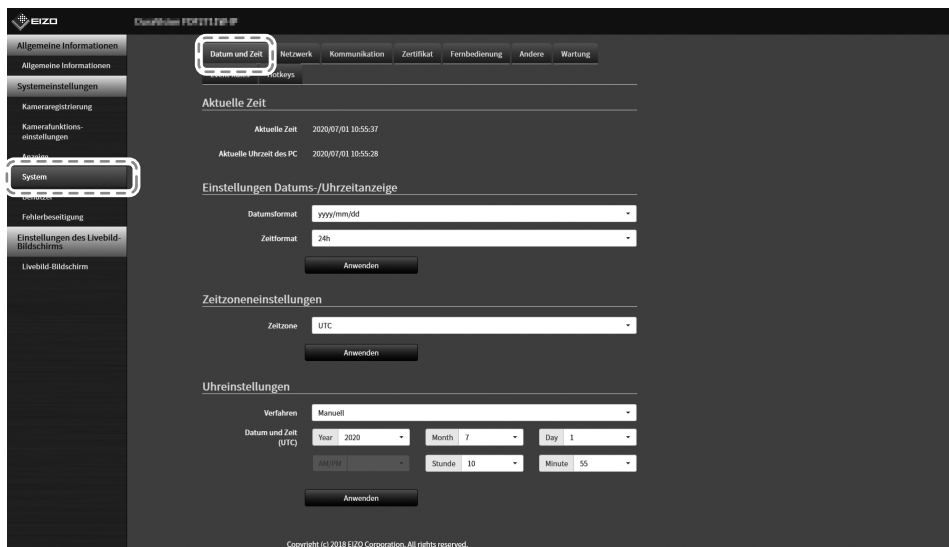 EIZO
Allgemeine Informationen
Allgemeine Informationen
Systemeinstellungen
Kameraregistrierung
Kamerafunktions-
einstellungen
Anzeige
System
Benutzer
Fehlerbeseitigung
Einstellungen des Livebild-
Bildschirms
Livebild-Bildschirm
Datum und Zeit Netzwerk Kommunikation Zertifikat Fernbedienung Andere Wartung
Hotkeys
Aktuelle Zeit
Aktuelle Zeit 2020/07/01 10:55:37
Aktuelle Uhrzeit des PC 2020/07/01 10:55:28
Einstellungen Datums-/Uhrzeitanzeige
Datumsformat yyyy/mm/dd
Zeitformat 24h
Anwenden
Zeitzoneneinstellungen
Zeitzone UTC
Anwenden
Uhreinstellungen
Verfahren Manuell
Datum und Zeit
(UTC)
Year 2020 Month 7 Day 1
AM/PM Stunde 10 Minute 55
Anwenden
Copyright (c) 2018 EIZO Corporation. All rights reserved.